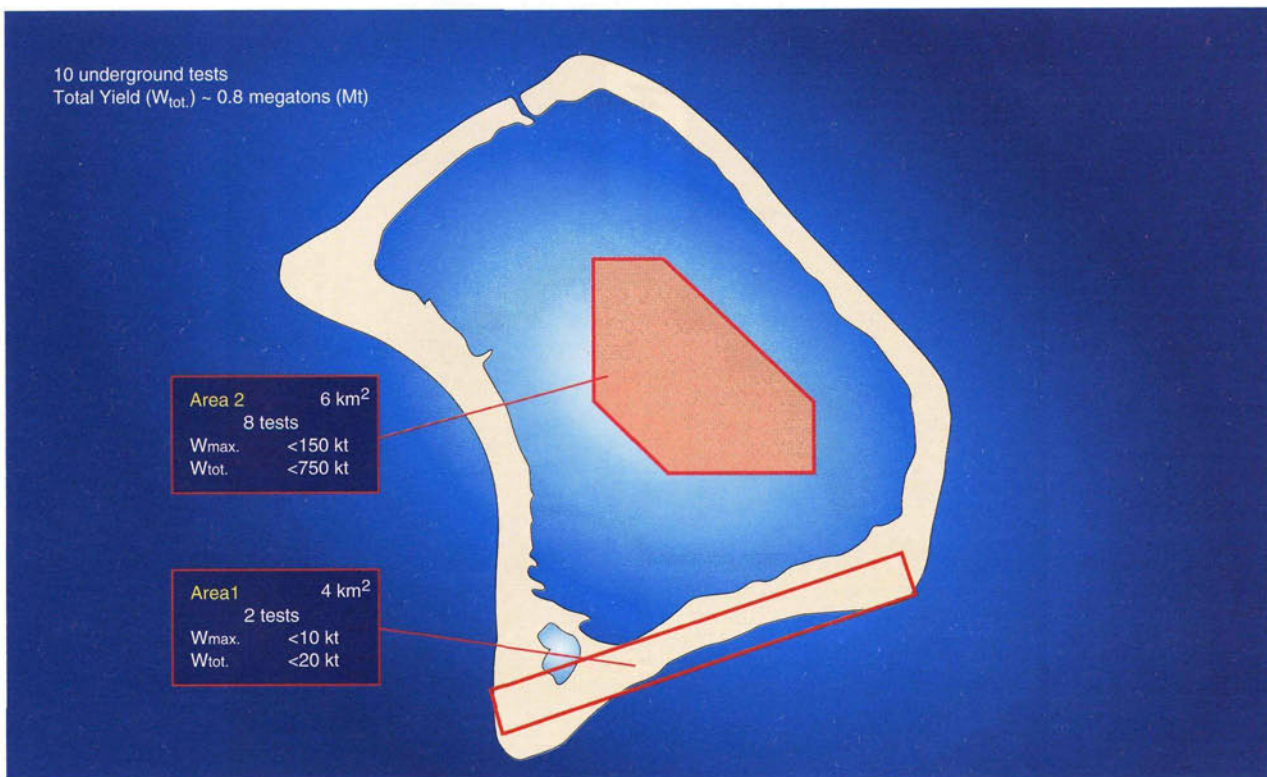 10 underground tests
Total Yield (Wtot.) ~ 0.8 megatons (Mt)
Area 2 6 km2
8 tests
Wmax. <150 kt
Wtot. <750 kt
Area1 4 km2
2 tests
Wmax. <10 kt
Wtot. <20 kt